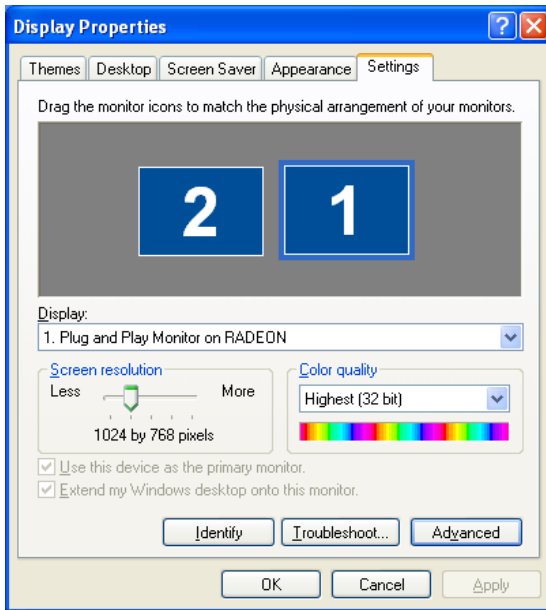 Display Properties
Themes Desktop Screen Saver Appearance Settings
Drag the monitor icons to match the physical arrangement of your monitors.
2 1
Display:
1. Plug and Play Monitor on RADEON
Screen resolution Color quality
Less More Highest (32 bit)
1024 by 768 pixels
Use this device as the primary monitor.
Extend my Windows desktop onto this monitor.
Identify Troubleshoot... Advanced
OK Cancel Apply